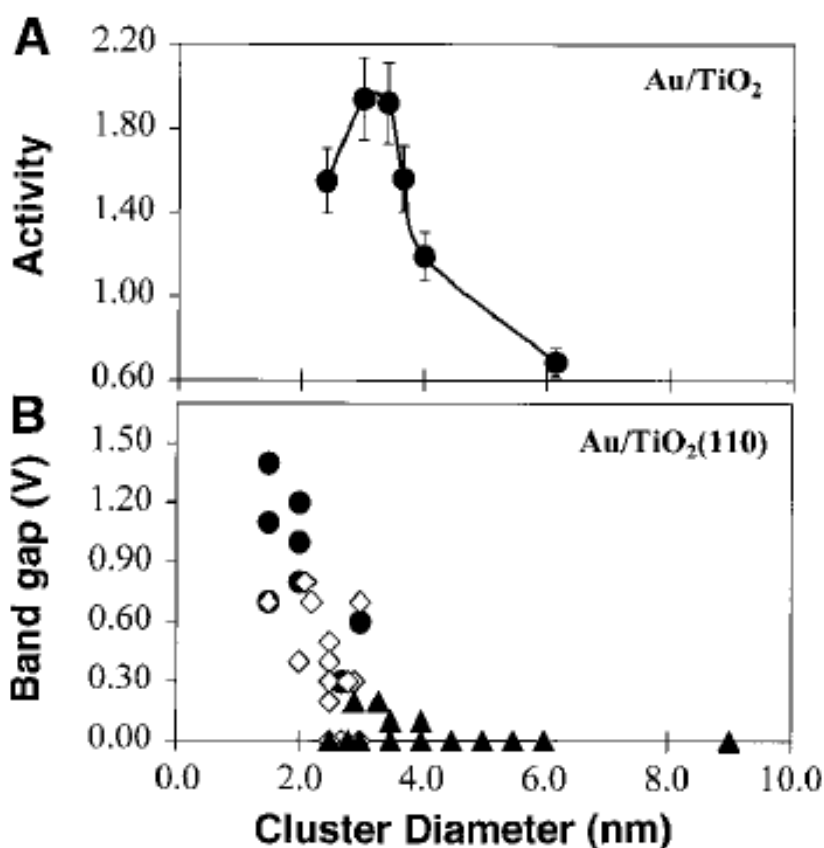 A
2.20
Au/TiO₂
1.80
Activity
1.40
1.00
0.60
B
Au/TiO₂(110)
1.50
1.20
Band gap (V)
0.90
0.60
0.30
0.00
0.0 2.0 4.0 6.0 8.0 10.0
Cluster Diameter (nm)